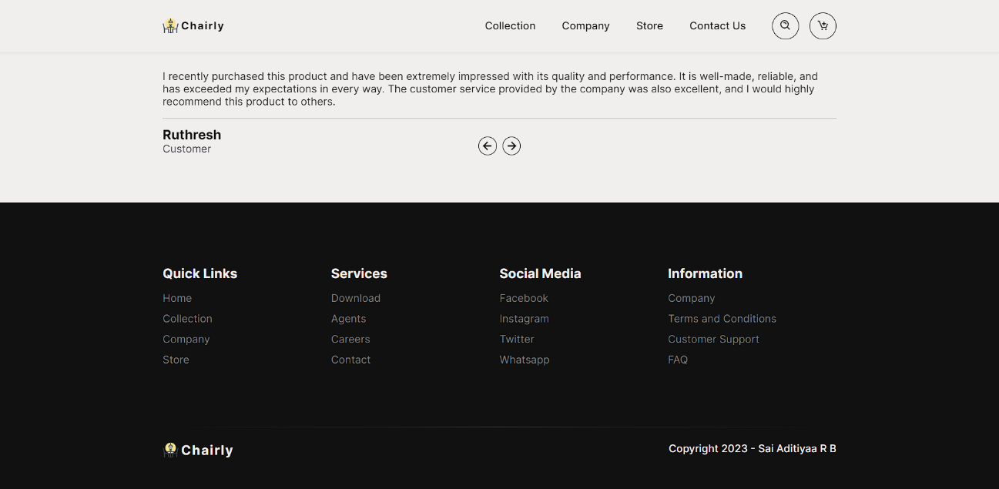 Chairly
Collection Company Store Contact Us
I recently purchased this product and have been extremely impressed with its quality and performance. It is well-made, reliable, and
has exceeded my expectations in every way. The customer service provided by the company was also excellent, and I would highly
recommend this product to others.
Ruthresh
Customer
Quick Links
Home
Collection
Company
Store
Services
Download
Agents
Careers
Contact
Social Media
Facebook
Instagram
Twitter
Whatsapp
Information
Company
Terms and Conditions
Customer Support
FAQ
Chairly
Copyright 2023 - Sai Aditiyaa R B